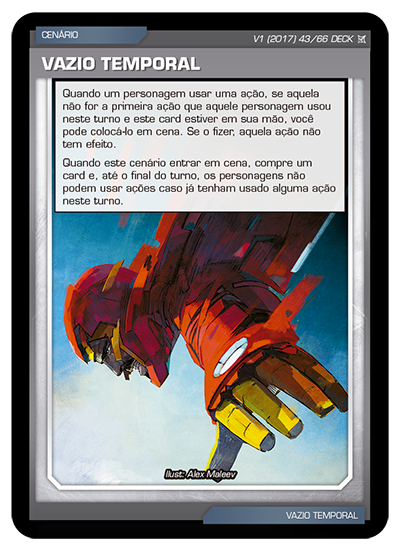 CENÁRIO
V1 (2017) 43/66 DECK
VAZIO TEMPORAL
Quando um personagem usar uma ação, se aquela
não for a primeira ação que aquele personagem usou
neste turno e este card estiver em sua mão, você
pode colocá-lo em cena. Se o fizer, aquela ação não
tem efeito.
Quando este cenário entrar em cena, compre um
card e, até o final do turno, os personagens não
podem usar ações caso já tenham usado alguma ação
neste turno.
Ilust: Alex Maleev
VAZIO TEMPORAL